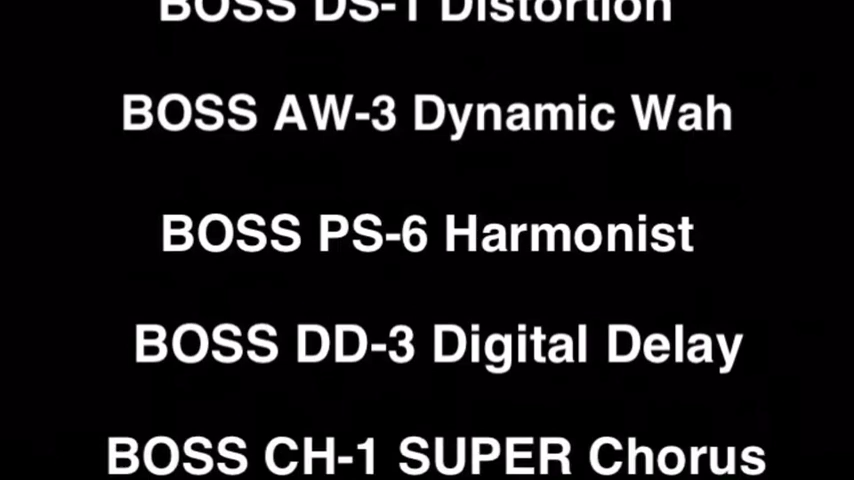 BOSS DS-1 Distortion
BOSS AW-3 Dynamic Wah
BOSS PS-6 Harmonist
BOSS DD-3 Digital Delay
BOSS CH-1 SUPER Chorus